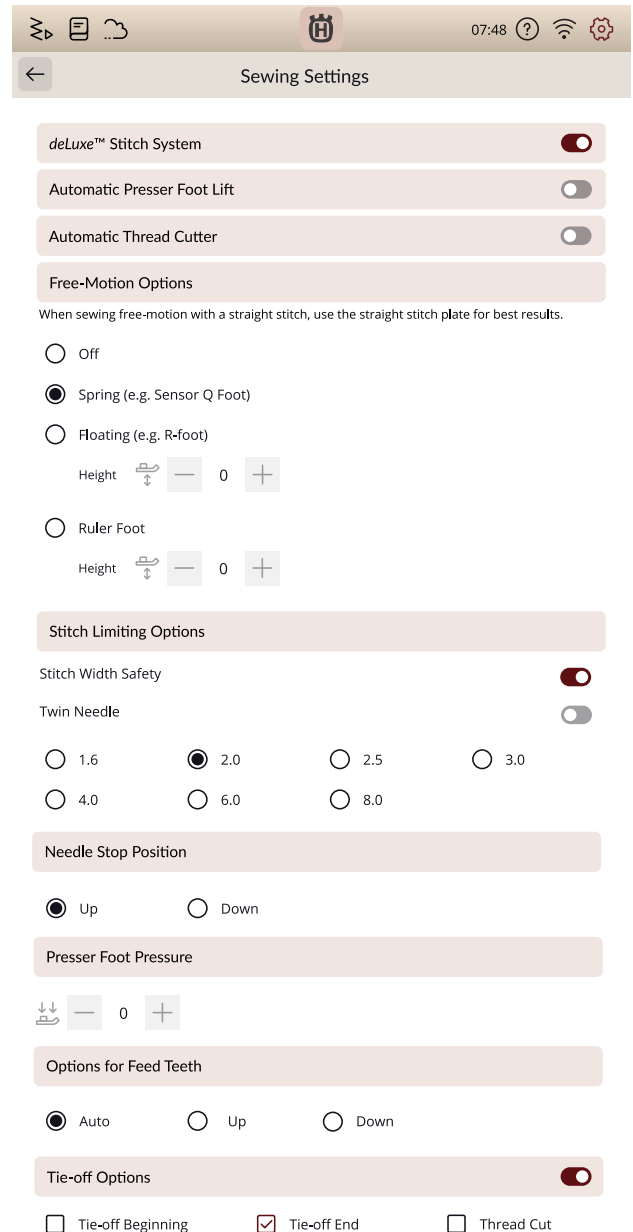 H 07:48 ?
Sewing Settings
deLuxe™ Stitch System
Automatic Presser Foot Lift
Automatic Thread Cutter
Free-Motion Options
When sewing free-motion with a straight stitch, use the straight stitch plate for best results.
Off
Spring (e.g. Sensor Q Foot)
Floating (e.g. R-foot)
Height — 0 +
Ruler Foot
Height — 0 +
Stitch Limiting Options
Stitch Width Safety
Twin Needle
1.6 2.0 2.5 3.0
4.0 6.0 8.0
Needle Stop Position
Up Down
Presser Foot Pressure
— 0 +
Options for Feed Teeth
Auto Up Down
Tie-off Options
Tie-off Beginning Tie-off End Thread Cut